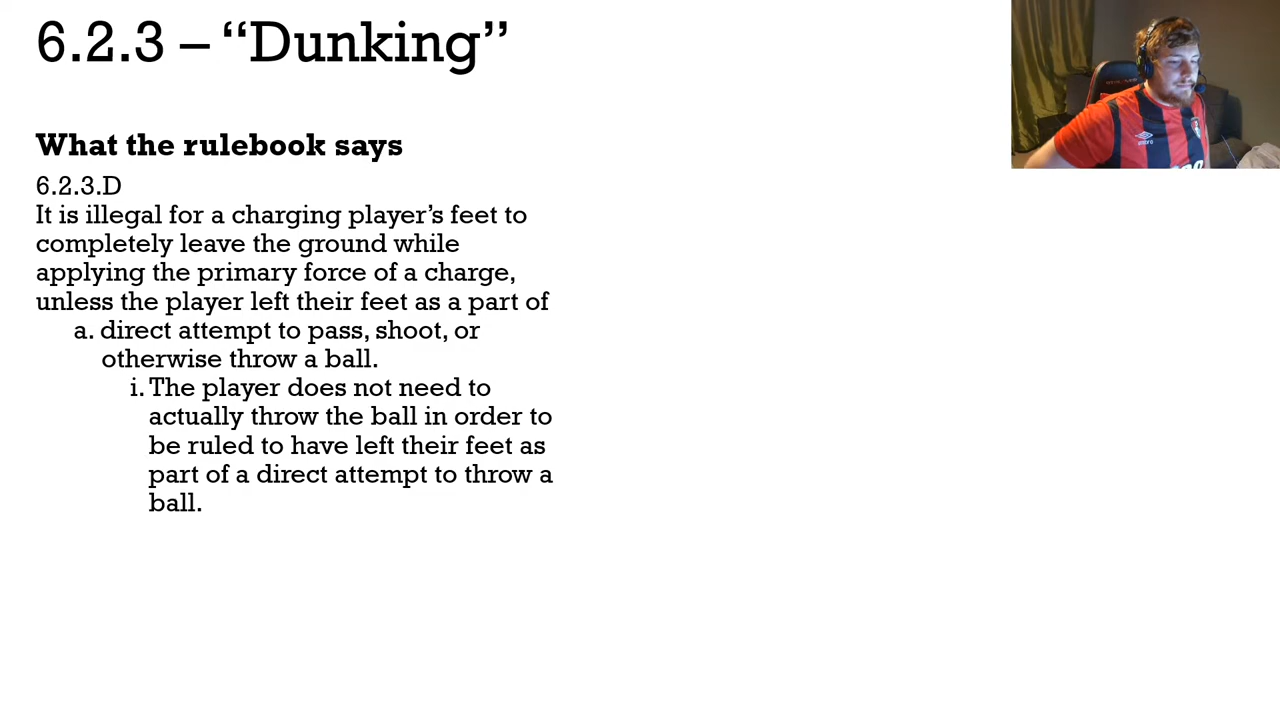 6.2.3 – “Dunking”
What the rulebook says
6.2.3.D
It is illegal for a charging player’s feet to
completely leave the ground while
applying the primary force of a charge,
unless the player left their feet as a part of
a. direct attempt to pass, shoot, or
otherwise throw a ball.
i. The player does not need to
actually throw the ball in order to
be ruled to have left their feet as
part of a direct attempt to throw a
ball.
umbro